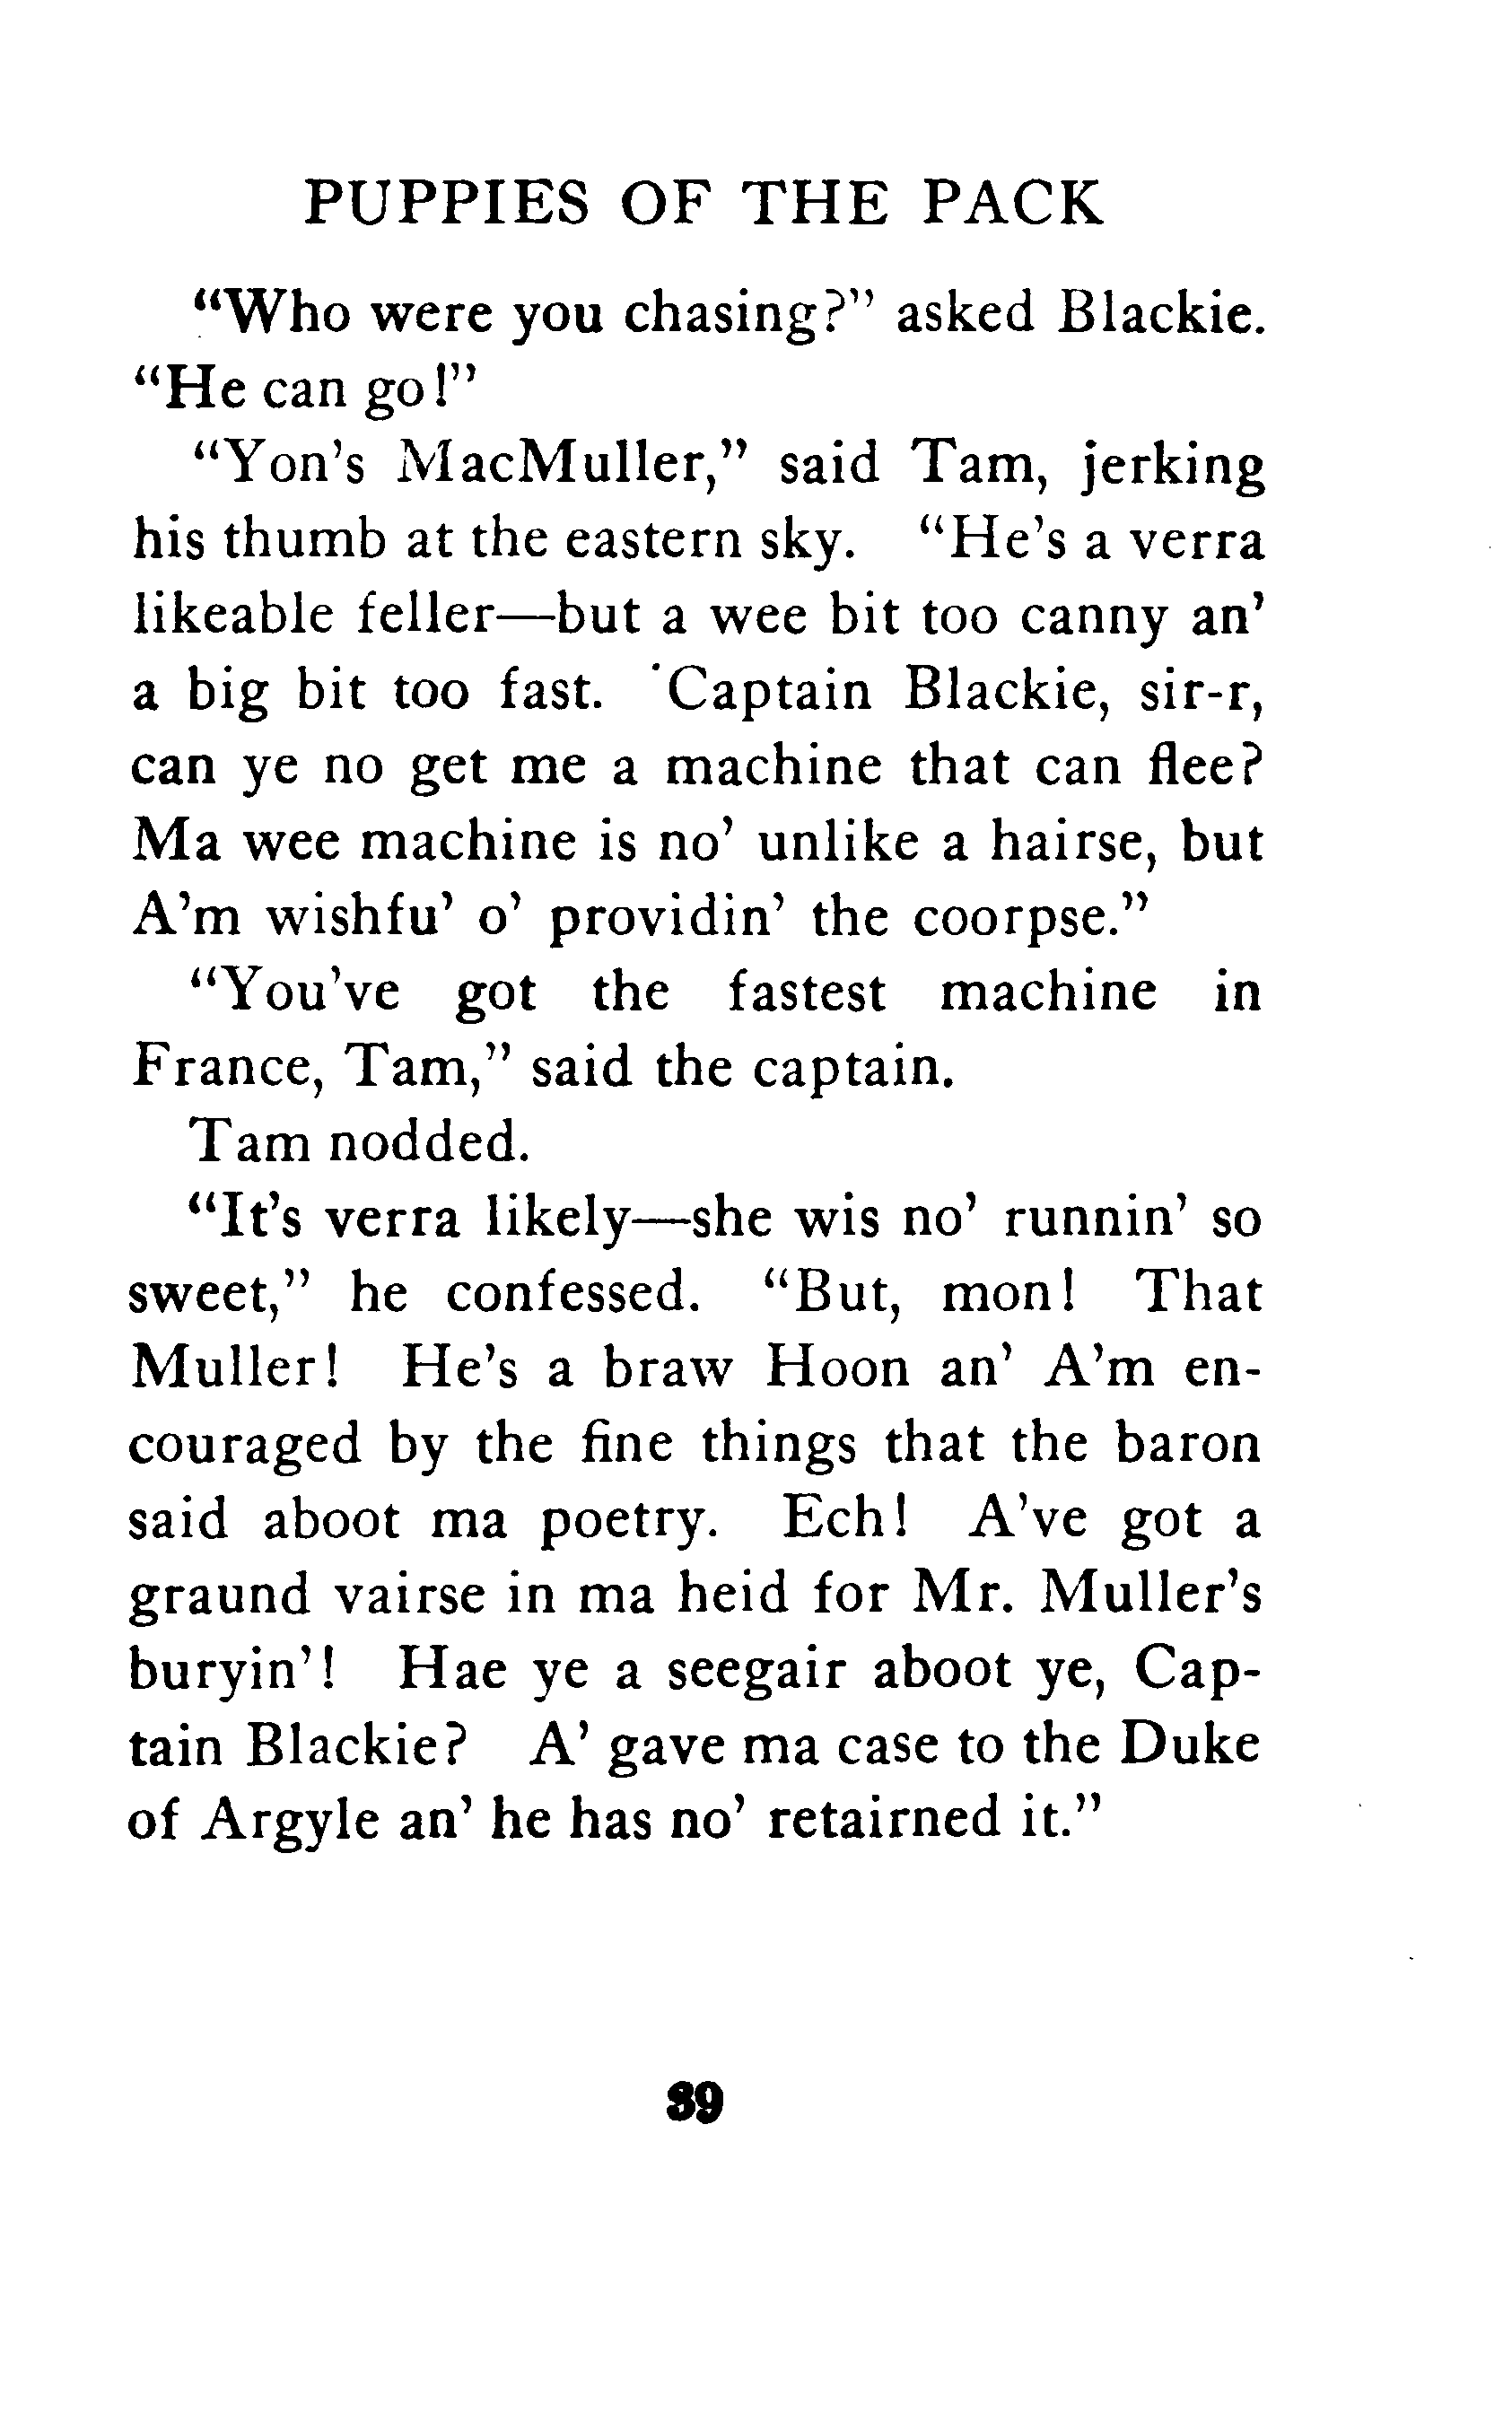 PUPPIES OF THE PACK
“Who were you chasing?” asked Blackie.
“He can go!”
“Yon’s MacMuller,” said Tam, jerking
his thumb at the eastern sky. “He’s a verra
likeable feller—but a wee bit too canny an’
a big bit too fast. Captain Blackie, sir-r,
can ye no get me a machine that can flee?
Ma wee machine is no’ unlike a hairse, but
A’m wishfu’ o’ providin’ the coorpse.”
“You’ve got the fastest machine in
France, Tam,” said the captain.
Tam nodded.
“It’s verra likely—she wis no’ runnin’ so
sweet,” he confessed. “But, mon! That
Muller! He’s a braw Hoon an’ A’m en-
couraged by the fine things that the baron
said aboot ma poetry. Ech! A’ve got a
graund vairse in ma heid for Mr. Muller’s
buryin’! Hae ye a seegair aboot ye, Cap-
tain Blackie? A’ gave ma case to the Duke
of Argyle an’ he has no’ retairned it.”
39